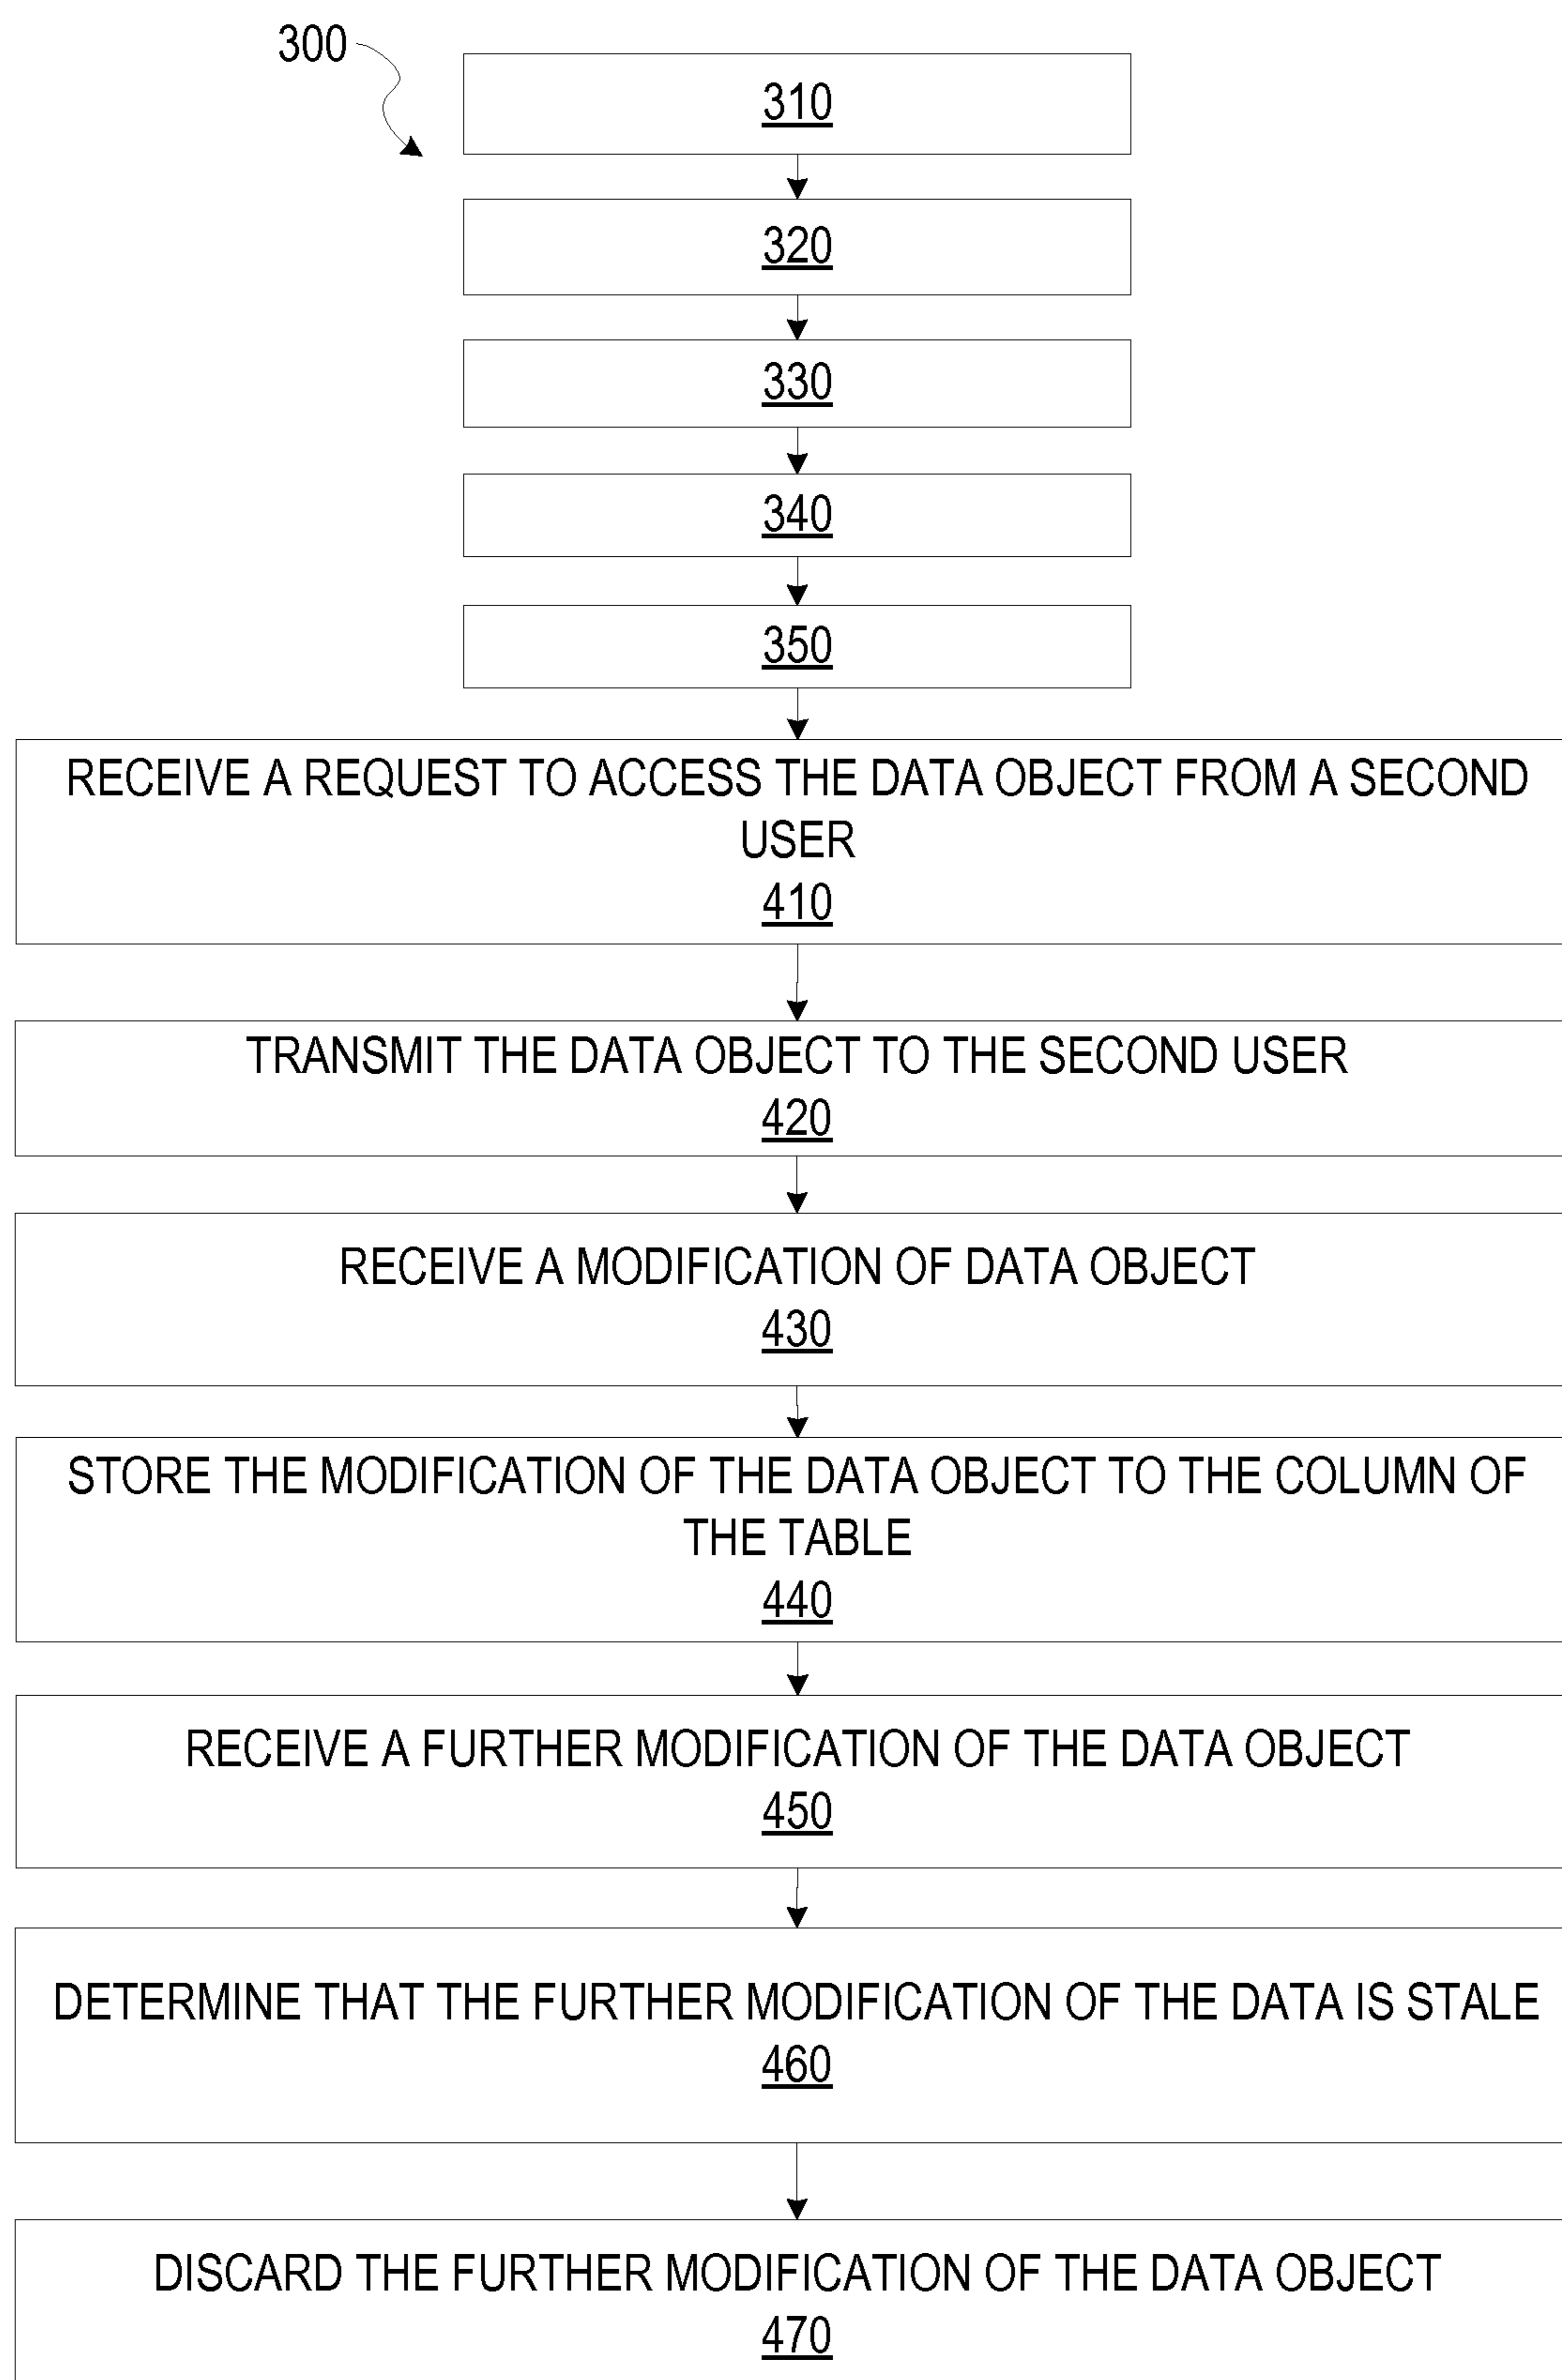 300
310
320
330
340
350
RECEIVE A REQUEST TO ACCESS THE DATA OBJECT FROM A SECOND
USER
410
TRANSMIT THE DATA OBJECT TO THE SECOND USER
420
RECEIVE A MODIFICATION OF DATA OBJECT
430
STORE THE MODIFICATION OF THE DATA OBJECT TO THE COLUMN OF
THE TABLE
440
RECEIVE A FURTHER MODIFICATION OF THE DATA OBJECT
450
DETERMINE THAT THE FURTHER MODIFICATION OF THE DATA IS STALE
460
DISCARD THE FURTHER MODIFICATION OF THE DATA OBJECT
470